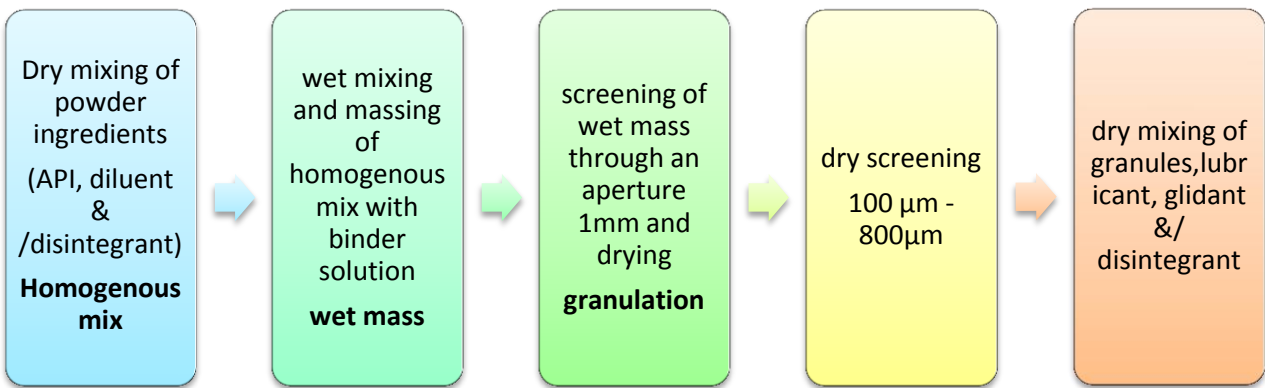 Dry mixing of
powder
ingredients
(API, diluent
&
/disintegrant)
Homogenous
mix
wet mixing
and massing
of
homogenous
mix with
binder
solution
wet mass
screening of
wet mass
through an
aperture
1mm and
drying
granulation
dry screening
100 µm -
800µm
dry mixing of
granules,lubr
icant, glidant
&/
disintegrant